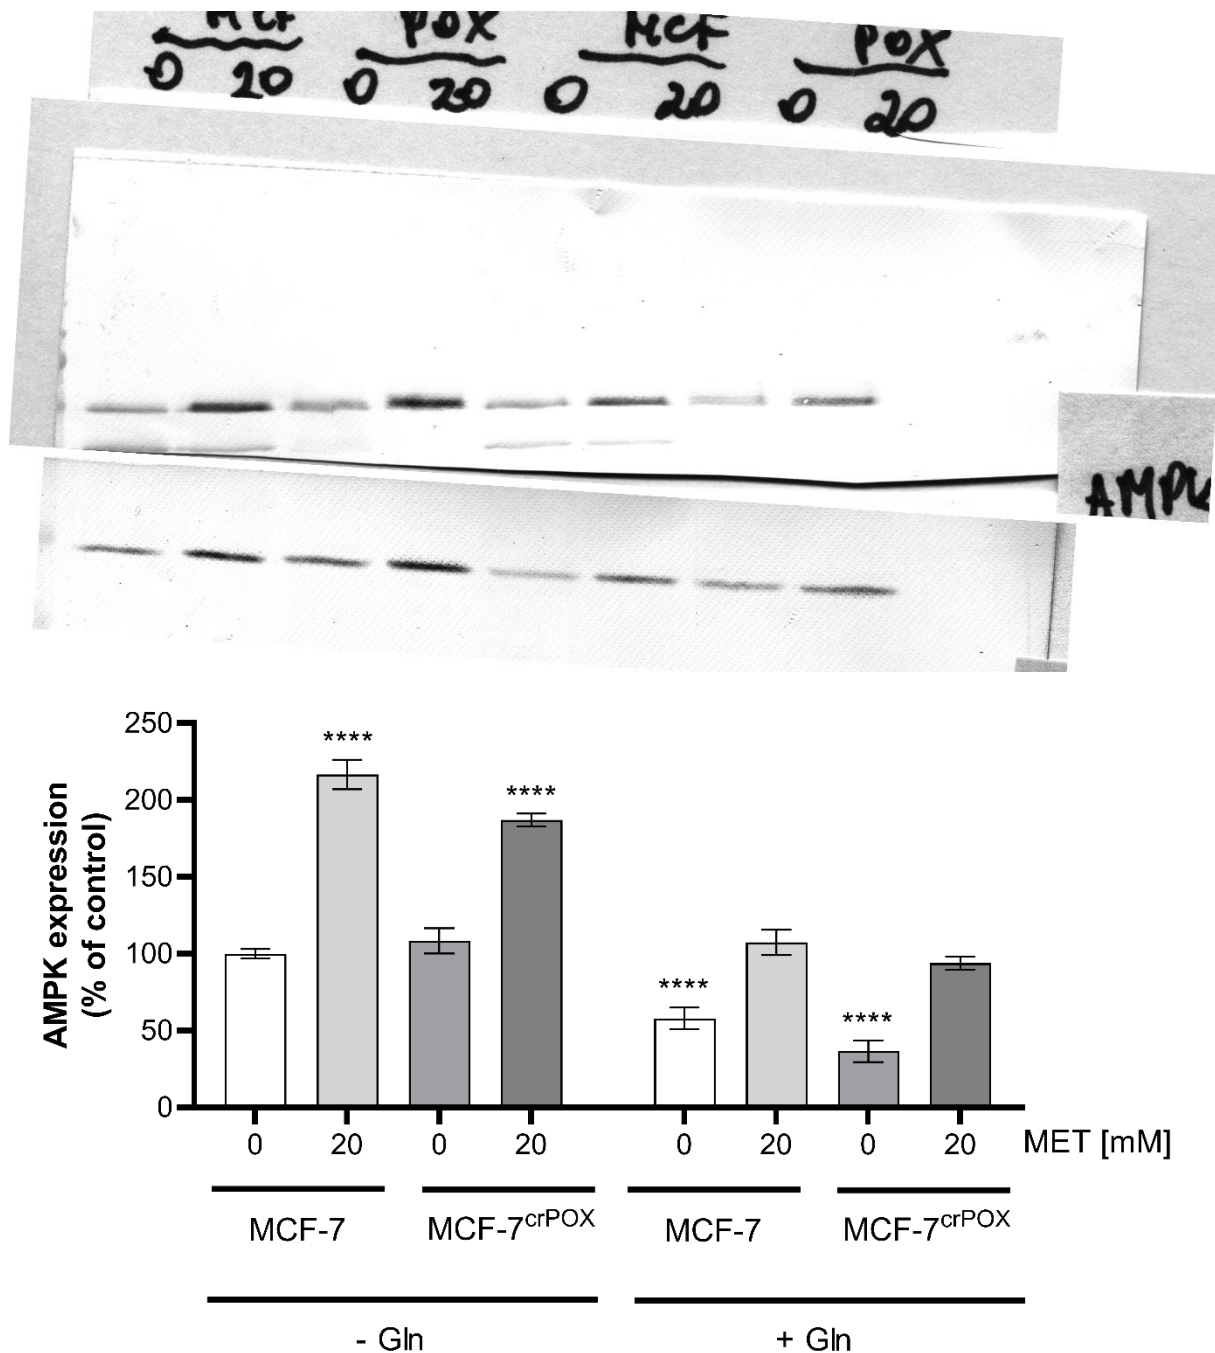 MCF POX MCF POX
0 20 0 20 0 20 0 20
AMPK
250
200
150
100
50
0
AMPK expression
(% of control)
**** **** **** ****
0 20 0 20 0 20 0 20 MET [mM]
MCF-7 MCF-7crPOX MCF-7 MCF-7crPOX
- Gln + Gln